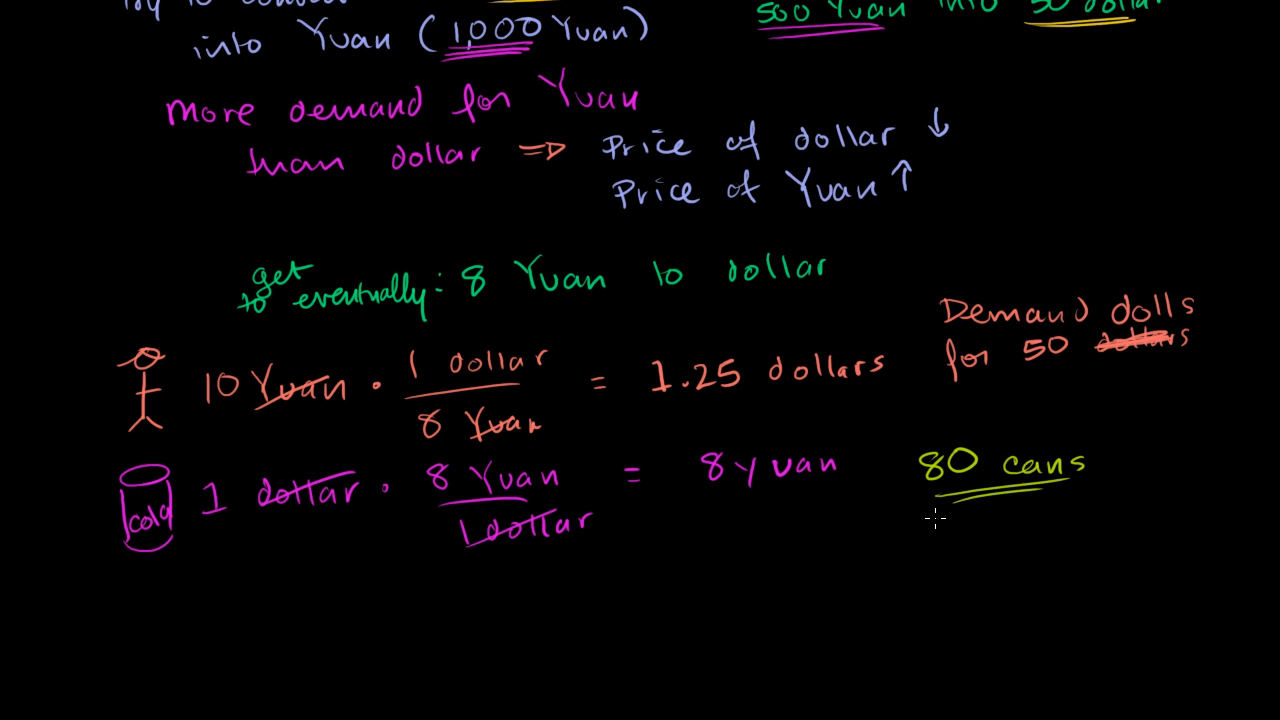 into Yuan (1,000 Yuan)
500 Yuan into 50 dollar
More demand for Yuan
than dollar ⇒ Price of dollar ↓
Price of Yuan ↑
get
to eventually: 8 Yuan to dollar
Demand dolls
for 50 dollars
10 Yuan · 1 dollar / 8 Yuan = 1.25 dollars
cola 1 dollar · 8 Yuan / 1 dollar = 8 yuan 80 cans